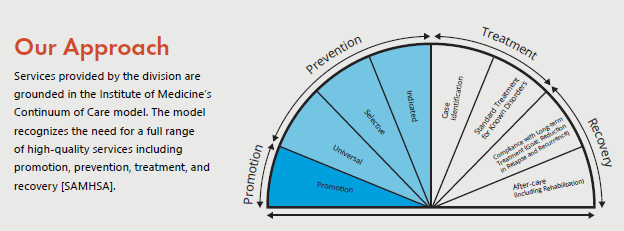 Our Approach
Services provided by the division are
grounded in the Institute of Medicine's
Continuum of Care model. The model
recognizes the need for a full range
of high-quality services including
promotion, prevention, treatment, and
recovery [SAMHSA].
Promotion
Prevention
Treatment
Recovery
Promotion
Universal
Selective
Indicated
Case
Identification
Standard Treatment
for Known Disorders
Compliance with Long-term
Treatment (Goal: Reduction
in Relapse and Recurrence)
After-care
(Including Rehabilitation)